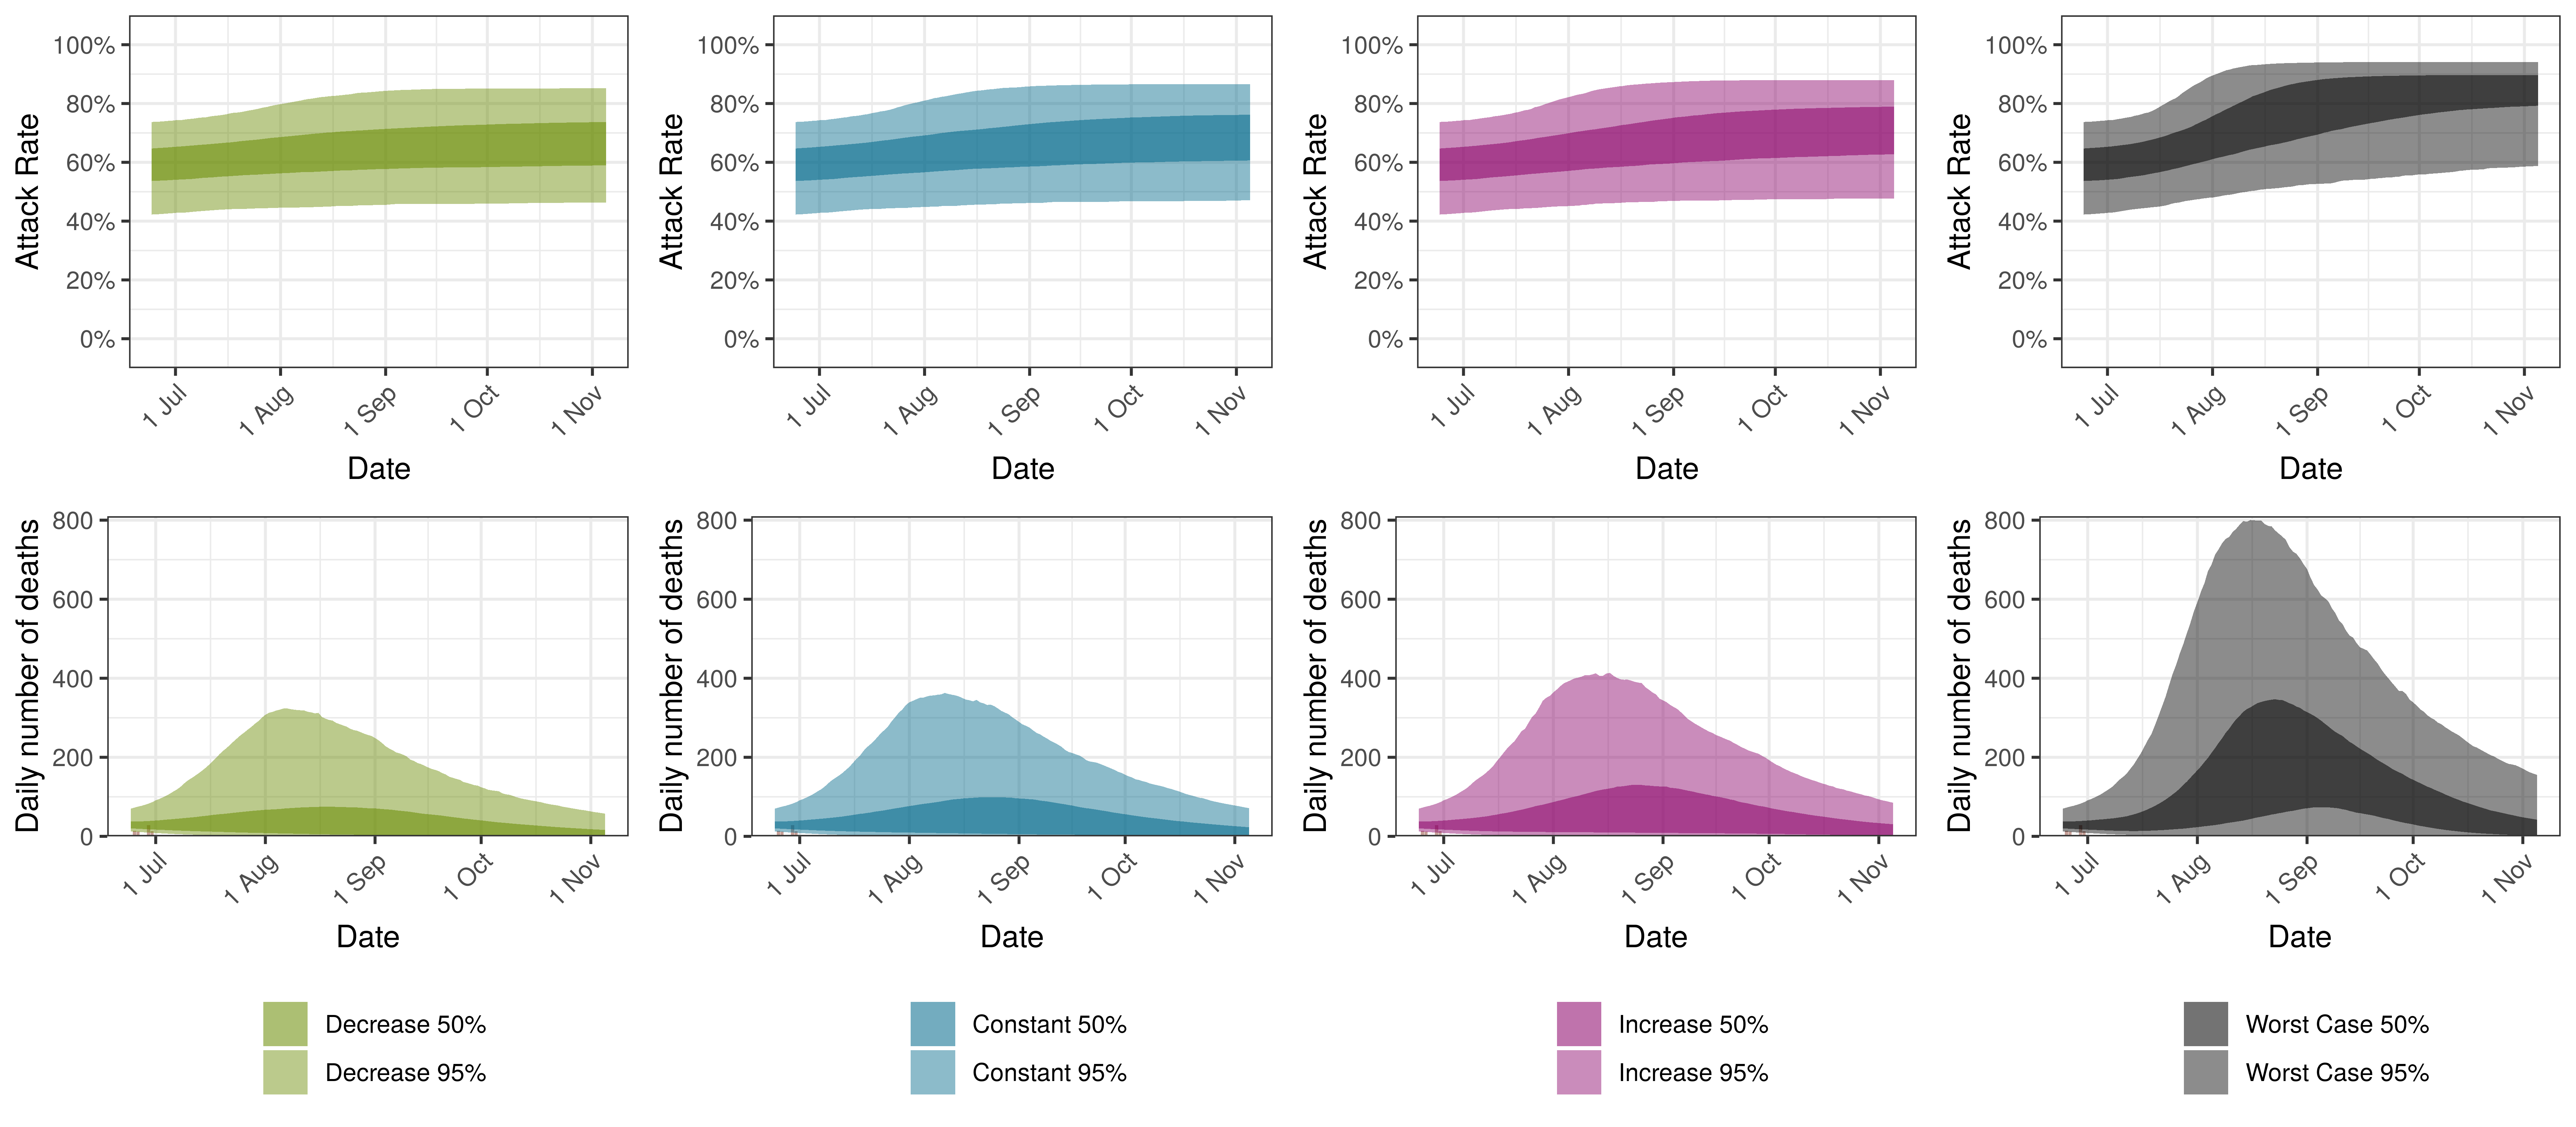 100%
80%
60%
40%
20%
0%
Attack Rate
1 Jul
1 Aug
1 Sep
1 Oct
1 Nov
Date
100%
80%
60%
40%
20%
0%
Attack Rate
1 Jul
1 Aug
1 Sep
1 Oct
1 Nov
Date
100%
80%
60%
40%
20%
0%
Attack Rate
1 Jul
1 Aug
1 Sep
1 Oct
1 Nov
Date
100%
80%
60%
40%
20%
0%
Attack Rate
1 Jul
1 Aug
1 Sep
1 Oct
1 Nov
Date
800
600
400
200
0
Daily number of deaths
1 Jul
1 Aug
1 Sep
1 Oct
1 Nov
Date
800
600
400
200
0
Daily number of deaths
1 Jul
1 Aug
1 Sep
1 Oct
1 Nov
Date
800
600
400
200
0
Daily number of deaths
1 Jul
1 Aug
1 Sep
1 Oct
1 Nov
Date
800
600
400
200
0
Daily number of deaths
1 Jul
1 Aug
1 Sep
1 Oct
1 Nov
Date
Decrease 50%
Decrease 95%
Constant 50%
Constant 95%
Increase 50%
Increase 95%
Worst Case 50%
Worst Case 95%